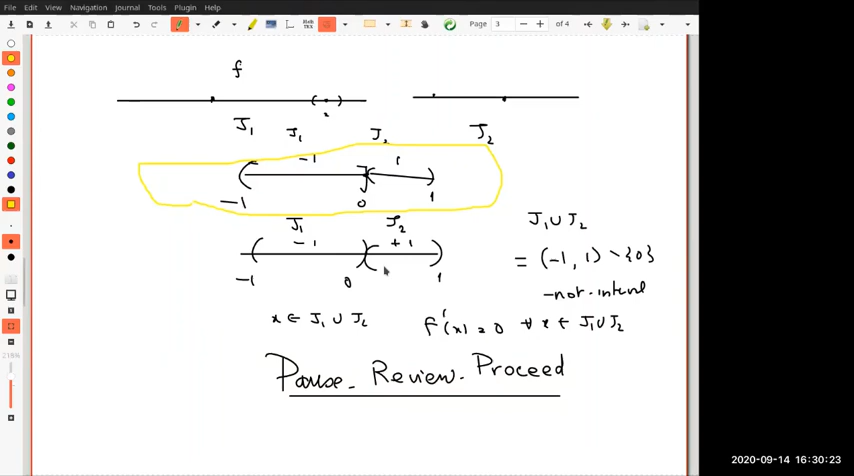 File Edit View Navigation Journal Tools Plugin Help
Page 3 of 4
f
x
J₁ J₁ J₂ J₂
-1 1
-1 0 1
J₁ J₂
-1 +1
-1 0 1
J₁ ∪ J₂
= (-1, 1) \ {0}
-not-interval
x ∈ J₁ ∪ J₂
f'(x) = 0 ∀ x ∈ J₁ ∪ J₂
Pause. Review. Proceed
218%
2020-09-14 16:30:23